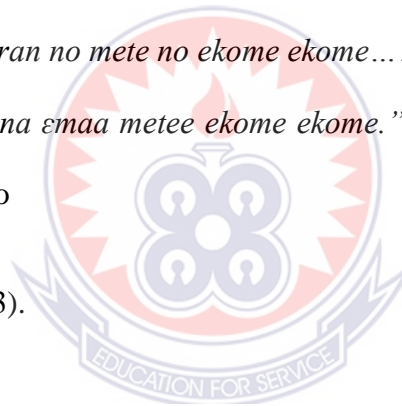 ran no mete no ekome ekome…
na ɛmaa metee ekome ekome.”
o
3).
EDUCATION FOR SERVICE